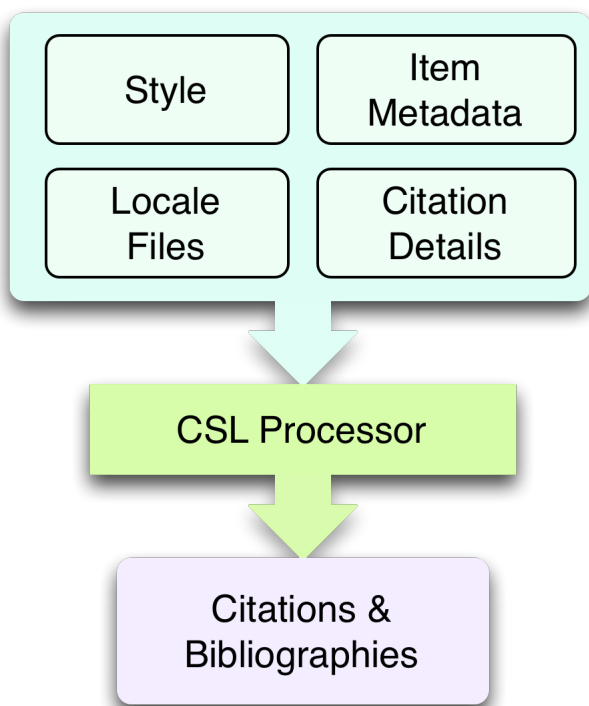 Style
Item
Metadata
Locale
Files
Citation
Details
CSL Processor
Citations &
Bibliographies